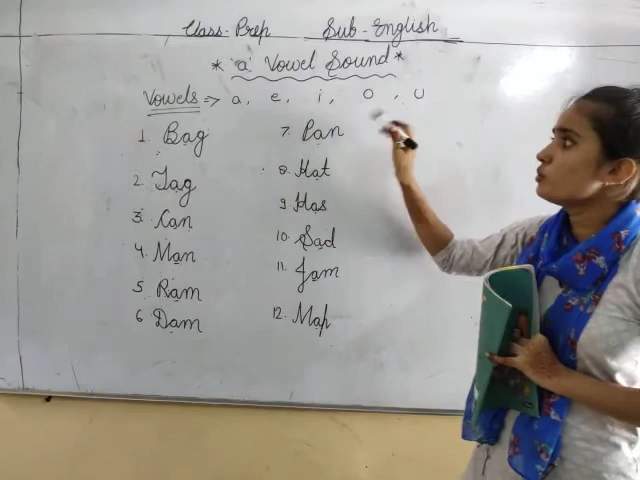 Class- Prep Sub- English
* 'a' Vowel Sound *
Vowels => a, e, i, o, u
1. Bag
2. Tag
3. Can
4. Man
5. Ram
6. Dam
7. Pan
8. Hat
9. Has
10. Sad
11. Jam
12. Map